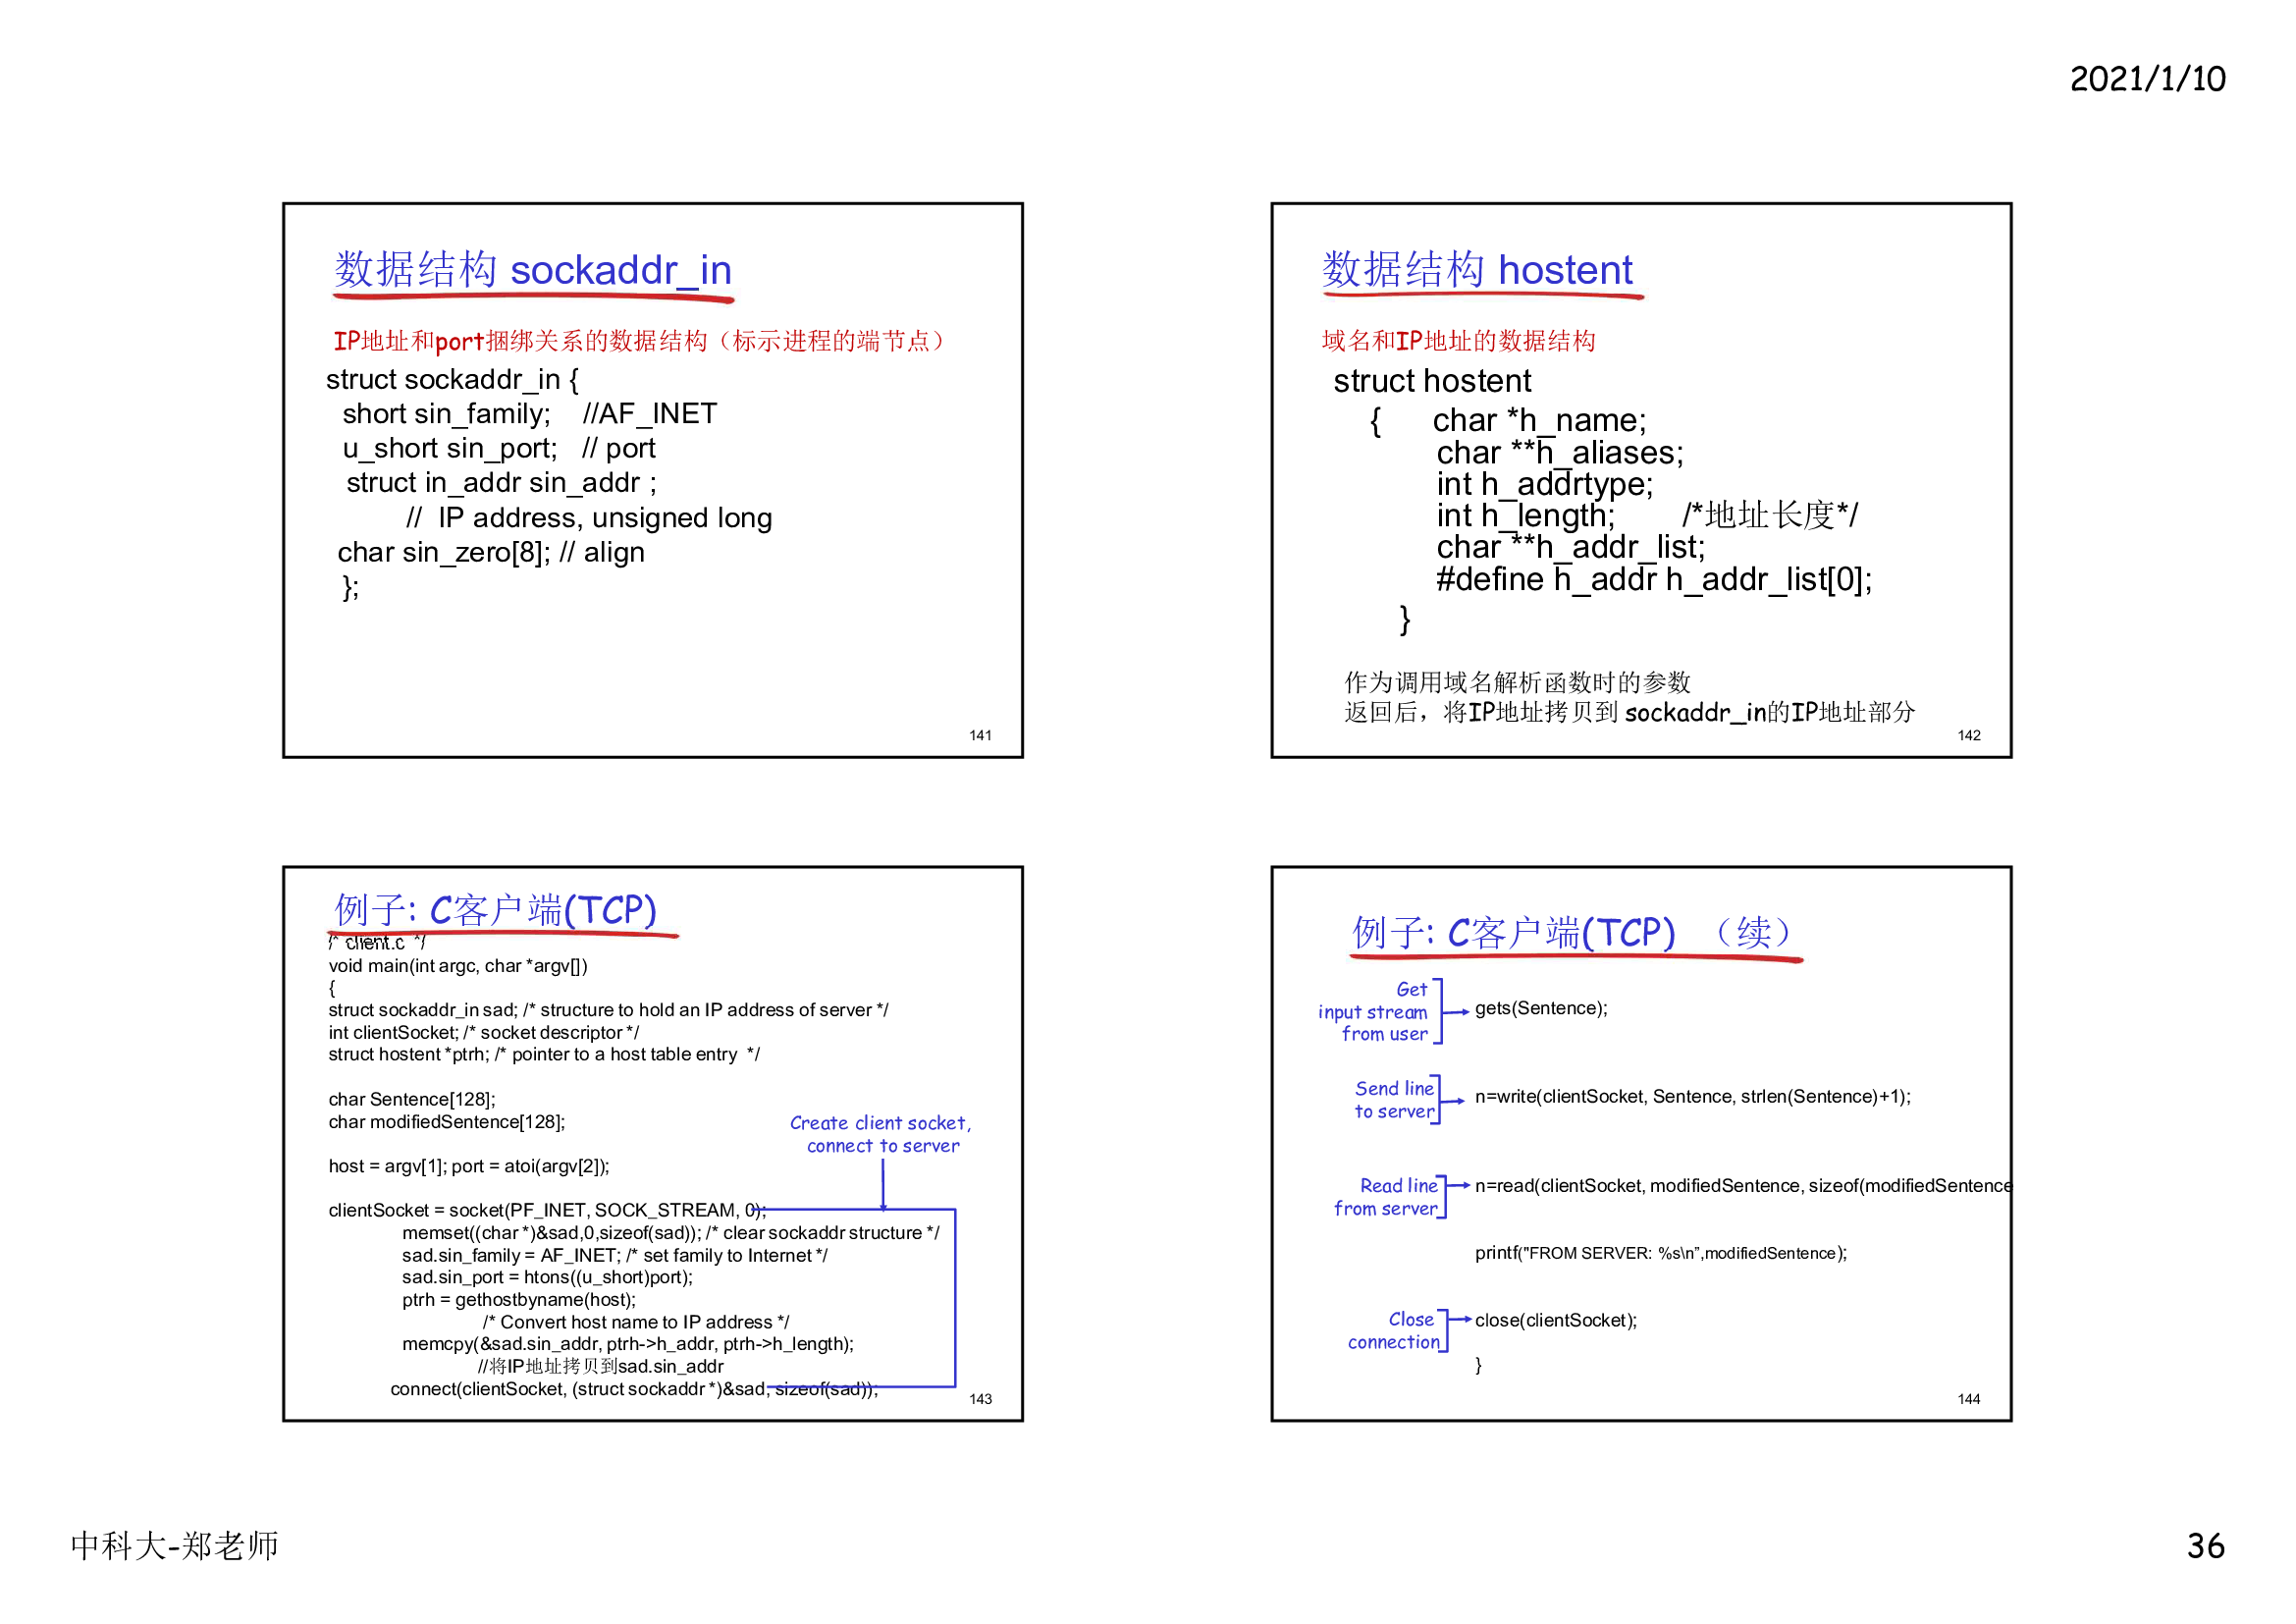 2021/1/10
数据结构 sockaddr_in
IP地址和port捆绑关系的数据结构（标示进程的端节点）
struct sockaddr_in {
short sin_family; //AF_INET
u_short sin_port; // port
struct in_addr sin_addr ;
// IP address, unsigned long
char sin_zero[8]; // align
};
141
数据结构 hostent
域名和IP地址的数据结构
struct hostent
{ char *h_name;
char **h_aliases;
int h_addrtype;
int h_length; /*地址长度*/
char **h_addr_list;
#define h_addr h_addr_list[0];
}
作为调用域名解析函数时的参数
返回后，将IP地址拷贝到 sockaddr_in的IP地址部分
142
例子: C客户端(TCP)
/* client.c */
void main(int argc, char *argv[])
{
struct sockaddr_in sad; /* structure to hold an IP address of server */
int clientSocket; /* socket descriptor */
struct hostent *ptrh; /* pointer to a host table entry */
char Sentence[128];
char modifiedSentence[128];
Create client socket,
connect to server
host = argv[1]; port = atoi(argv[2]);
clientSocket = socket(PF_INET, SOCK_STREAM, 0);
memset((char *)&sad,0,sizeof(sad)); /* clear sockaddr structure */
sad.sin_family = AF_INET; /* set family to Internet */
sad.sin_port = htons((u_short)port);
ptrh = gethostbyname(host);
/* Convert host name to IP address */
memcpy(&sad.sin_addr, ptrh->h_addr, ptrh->h_length);
//将IP地址拷贝到sad.sin_addr
connect(clientSocket, (struct sockaddr *)&sad, sizeof(sad));
143
例子: C客户端(TCP) （续）
Get
input stream
from user
gets(Sentence);
Send line
to server
n=write(clientSocket, Sentence, strlen(Sentence)+1);
Read line
from server
n=read(clientSocket, modifiedSentence, sizeof(modifiedSentence
printf("FROM SERVER: %s\n”,modifiedSentence);
Close
connection
close(clientSocket);
}
144
中科大-郑老师
36